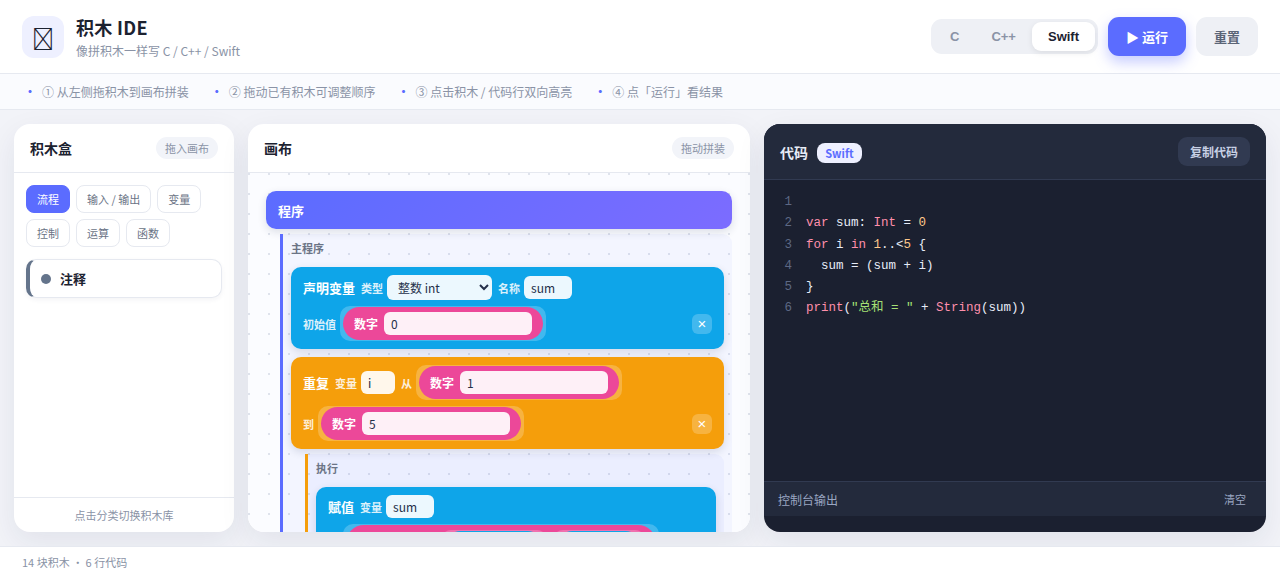 积木 IDE
像拼积木一样写 C / C++ / Swift
C C++ Swift ▶ 运行 重置
• ① 从左侧拖积木到画布拼装 • ② 拖动已有积木可调整顺序 • ③ 点击积木 / 代码行双向高亮 • ④ 点「运行」看结果
积木盒 拖入画布
流程 输入 / 输出 变量
控制 运算 函数
注释
点击分类切换积木库
画布 拖动拼装
程序
主程序
声明变量 类型 整数 int 名称 sum
初始值 数字 0 ×
重复 变量 i 从 数字 1
到 数字 5 ×
执行
赋值 变量 sum
代码 Swift 复制代码
1
2 var sum: Int = 0
3 for i in 1..<5 {
4 sum = (sum + i)
5 }
6 print("总和 = " + String(sum))
控制台输出 清空
14 块积木 · 6 行代码